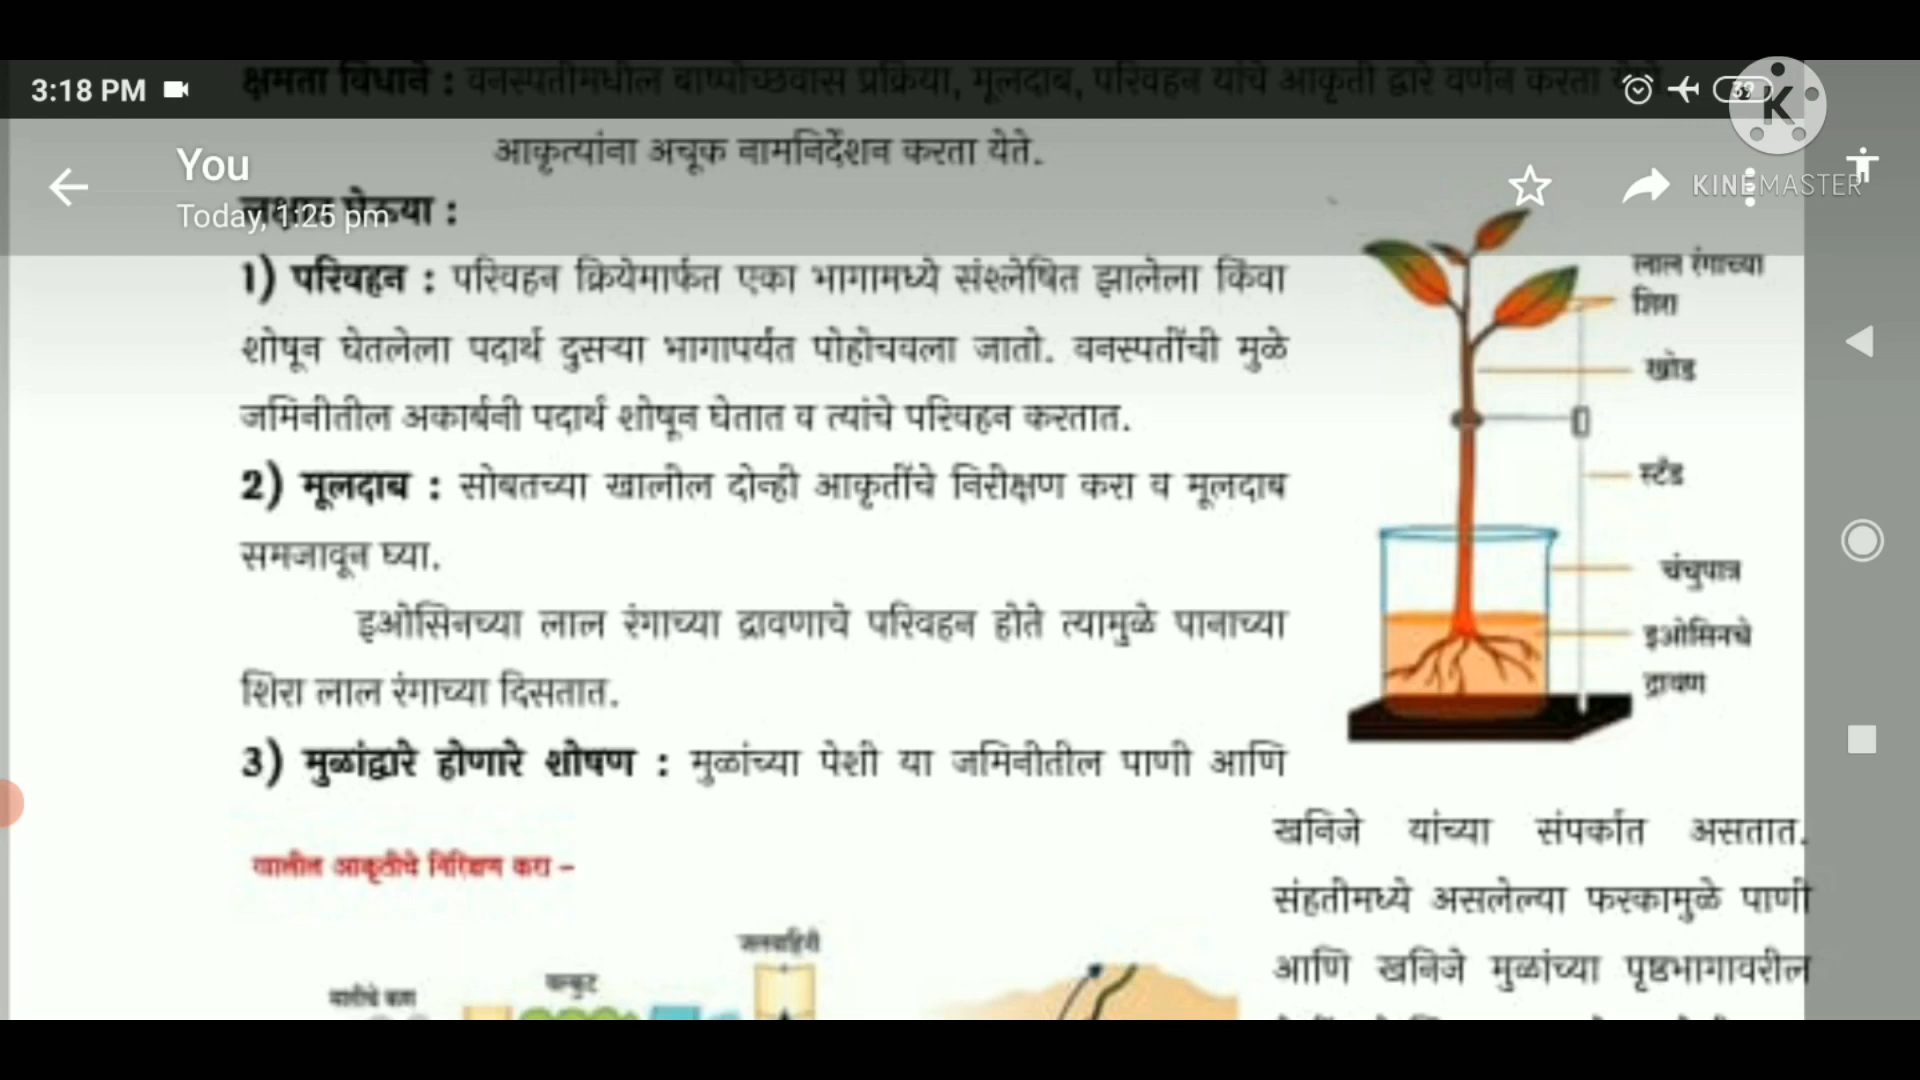 3:18 PM
39
क्षमता विधाने : वनस्पतीमधील बाष्पोच्छवास प्रक्रिया, मूलदाब, परिवहन यांचे आकृती द्वारे वर्णन करता येते
आकृत्यांना अचूक नामनिर्देशन करता येते.
You
Today, 1:25 pm
KINEMASTER
लक्षात घेऊया :
1) परिवहन : परिवहन क्रियेमार्फत एका भागामध्ये संश्लेषित झालेला किंवा
शोषून घेतलेला पदार्थ दुसऱ्या भागापर्यंत पोहोचवला जातो. वनस्पतींची मुळे
जमिनीतील अकार्बनी पदार्थ शोषून घेतात व त्यांचे परिवहन करतात.
2) मूलदाब : सोबतच्या खालील दोन्ही आकृतींचे निरीक्षण करा व मूलदाब
समजावून घ्या.
इओसिनच्या लाल रंगाच्या द्रावणाचे परिवहन होते त्यामुळे पानाच्या
शिरा लाल रंगाच्या दिसतात.
3) मुळांद्वारे होणारे शोषण : मुळांच्या पेशी या जमिनीतील पाणी आणि
लाल रंगाच्या
शिरा
खोड
स्टँड
चंचुपात्र
इओसिनचे
द्रावण
खनिजे यांच्या संपर्कात असतात.
संहतीमध्ये असलेल्या फरकामुळे पाणी
आणि खनिजे मुळांच्या पृष्ठभागावरील
खालील आकृतीचे निरिक्षण करा –
जलवाहिनी